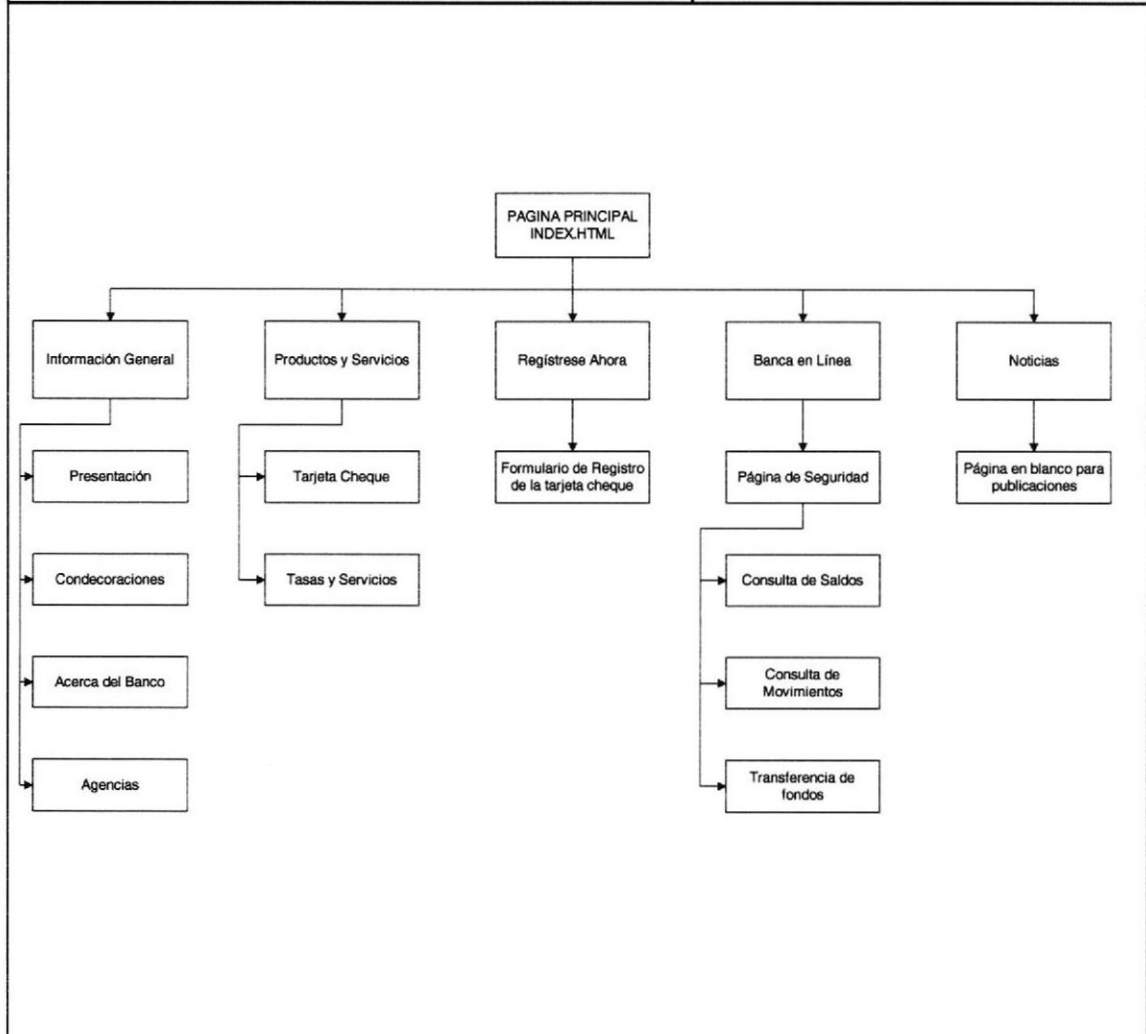 PAGINA PRINCIPAL
INDEX.HTML
Información General
Productos y Servicios
Regístrese Ahora
Banca en Línea
Noticias
Presentación
Tarjeta Cheque
Formulario de Registro
de la tarjeta cheque
Página de Seguridad
Página en blanco para
publicaciones
Condecoraciones
Tasas y Servicios
Consulta de Saldos
Acerca del Banco
Consulta de
Movimientos
Agencias
Transferencia de
fondos